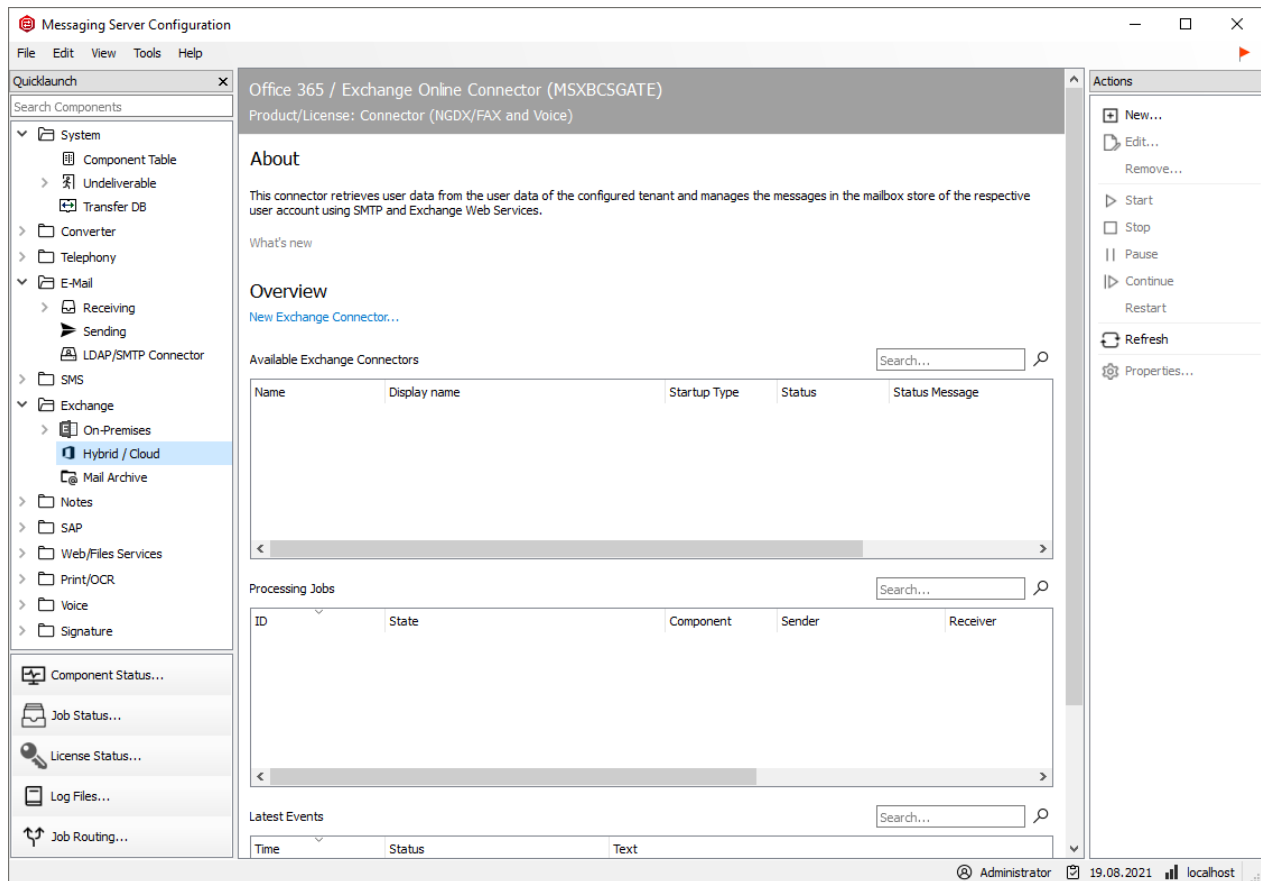 Messaging Server Configuration
File Edit View Tools Help
Quicklaunch
Search Components
System
Component Table
Undeliverable
Transfer DB
Converter
Telephony
E-Mail
Receiving
Sending
LDAP/SMTP Connector
SMS
Exchange
On-Premises
Hybrid / Cloud
Mail Archive
Notes
SAP
Web/Files Services
Print/OCR
Voice
Signature
Component Status...
Job Status...
License Status...
Log Files...
Job Routing...
Office 365 / Exchange Online Connector (MSXBCSGATE)
Product/License: Connector (NGDX/FAX and Voice)
About
This connector retrieves user data from the user data of the configured tenant and manages the messages in the mailbox store of the respective
user account using SMTP and Exchange Web Services.
What's new
Overview
New Exchange Connector...
Available Exchange Connectors
Search...
Name Display name Startup Type Status Status Message
Processing Jobs
Search...
ID State Component Sender Receiver
Latest Events
Search...
Time Status Text
Actions
New...
Edit...
Remove...
Start
Stop
Pause
Continue
Restart
Refresh
Properties...
Administrator 19.08.2021 localhost